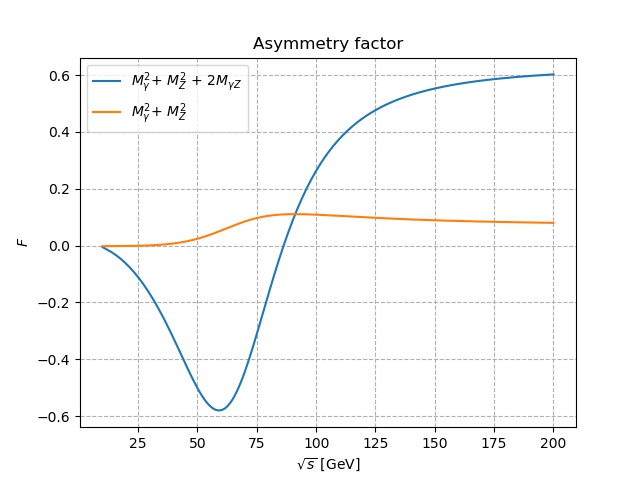 Asymmetry factor
0.6
0.4
0.2
0.0
−0.2
−0.4
−0.6
F
M_γ^2 + M_Z^2 + 2M_γZ
M_γ^2 + M_Z^2
25 50 75 100 125 150 175 200
√s [GeV]